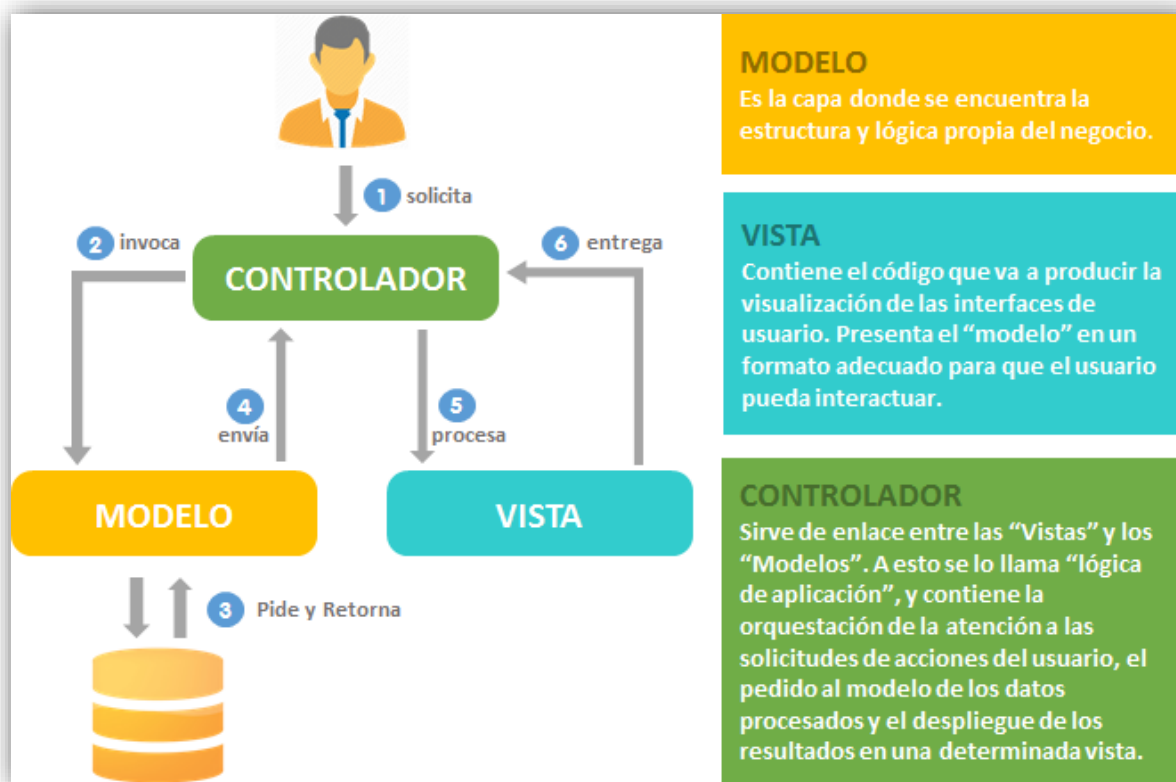 1 solicita
2 invoca
6 entrega
CONTROLADOR
4
envía
5
procesa
MODELO
VISTA
3 Pide y Retorna
MODELO
Es la capa donde se encuentra la
estructura y lógica propia del negocio.
VISTA
Contiene el código que va a producir la
visualización de las interfaces de
usuario. Presenta el “modelo” en un
formato adecuado para que el usuario
pueda interactuar.
CONTROLADOR
Sirve de enlace entre las “Vistas” y los
“Modelos”. A esto se lo llama “lógica
de aplicación”, y contiene la
orquestación de la atención a las
solicitudes de acciones del usuario, el
pedido al modelo de los datos
procesados y el despliegue de los
resultados en una determinada vista.